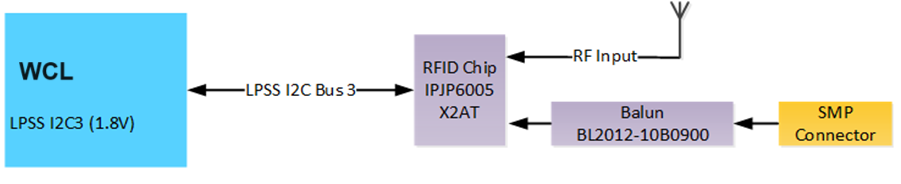 WCL
LPSS I2C3 (1.8V)
LPSS I2C Bus 3
RFID Chip
IPJP6005
X2AT
RF Input
Balun
BL2012-10B0900
SMP
Connector